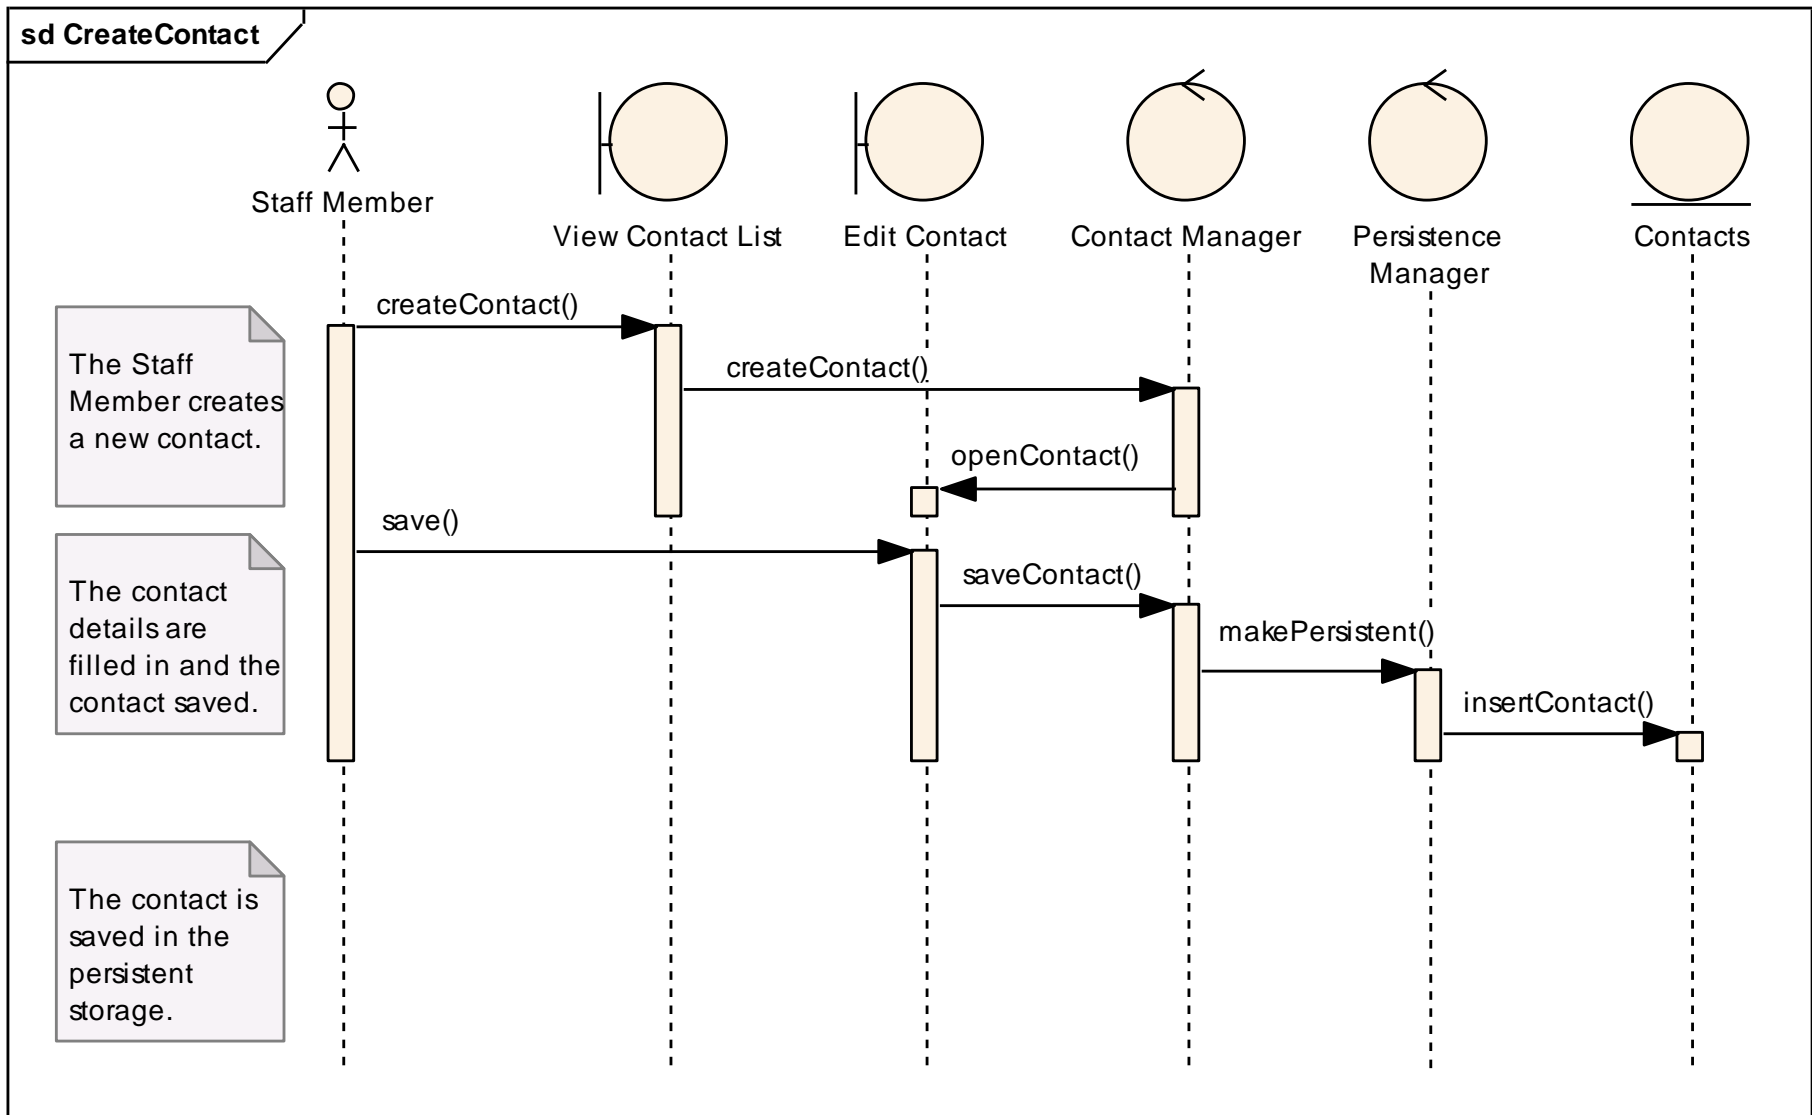 sd CreateContact
Staff Member
View Contact List
Edit Contact
Contact Manager
Persistence
Manager
Contacts
createContact()
The Staff
Member creates
a new contact.
createContact()
openContact()
save()
The contact
details are
filled in and the
contact saved.
saveContact()
makePersistent()
insertContact()
The contact is
saved in the
persistent
storage.